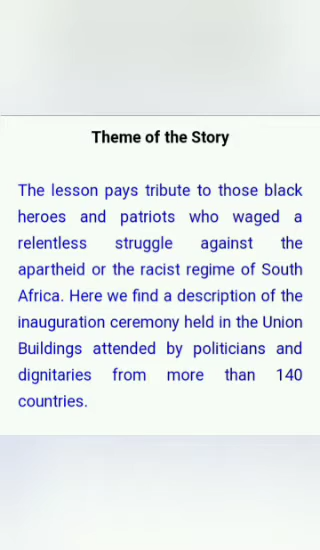 Theme of the Story
The lesson pays tribute to those black
heroes and patriots who waged a
relentless struggle against the
apartheid or the racist regime of South
Africa. Here we find a description of the
inauguration ceremony held in the Union
Buildings attended by politicians and
dignitaries from more than 140
countries.